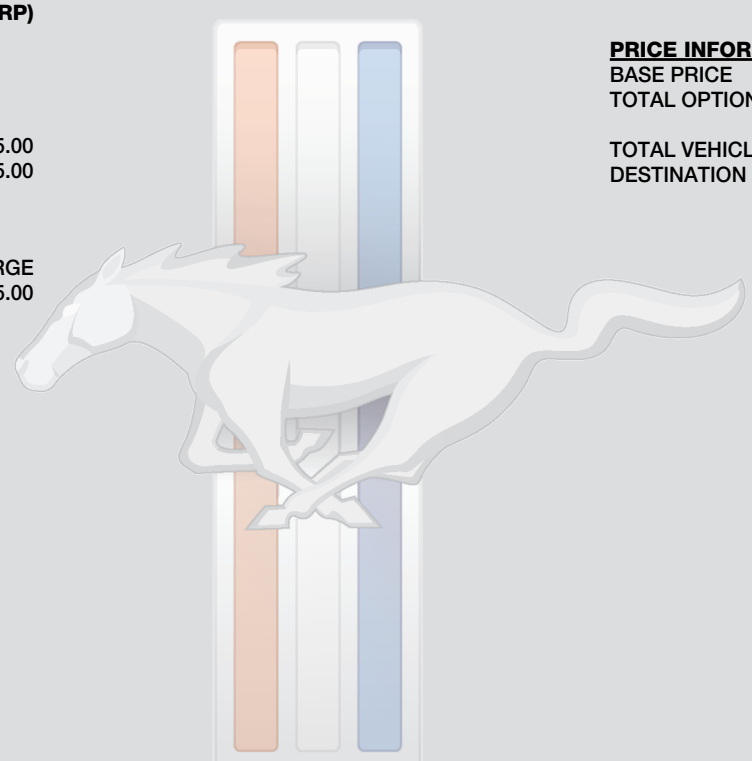 RP)
5.00
5.00
RGE
5.00
PRICE INFOR
BASE PRICE
TOTAL OPTION
TOTAL VEHICL
DESTINATION